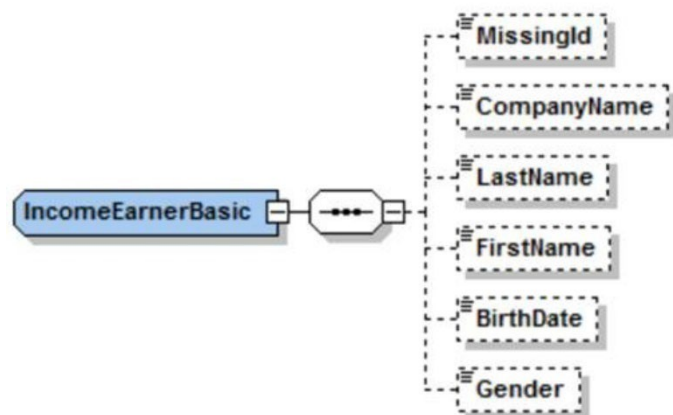 MissingId
CompanyName
LastName
IncomeEarnerBasic
FirstName
BirthDate
Gender